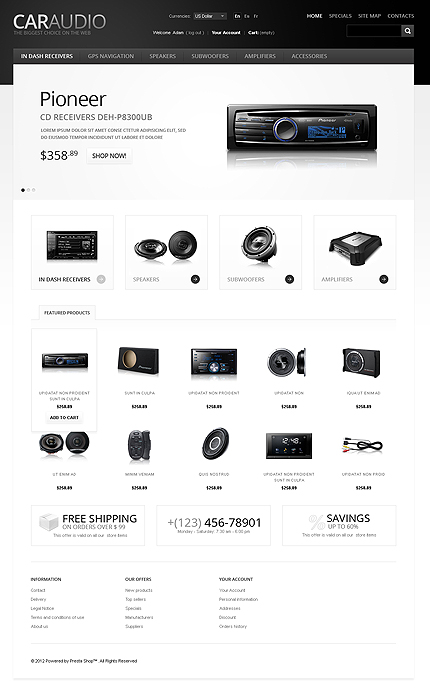 CARAUDIO
THE BIGGEST CHOICE ON THE WEB
Currencies: US Dollar En Es Fr
HOME SPECIALS SITE MAP CONTACTS
Welcome Adam ( log out ) Your Account Cart: (empty)
IN DASH RECEIVERS GPS NAVIGATION SPEAKERS SUBWOOFERS AMPLIFIERS ACCESSORIES
Pioneer
CD RECEIVERS DEH-P8300UB
LOREM IPSUM DOLOR SIT AMET CONSE CTETUR ADIPISICING ELIT, SED
DO EIUSMOD TEMPOR INCIDIDUNT UT LABORE ET DOLORE
$358.89 SHOP NOW!
IN DASH RECEIVERS SPEAKERS SUBWOOFERS AMPLIFIERS
FEATURED PRODUCTS
UPIDATAT NON PROIDENT SUNT IN CULPA UPIDATAT NON PROIDENT UPIDATAT NON IQUA UT ENIM AD
SUNT IN CULPA
$258.89 $258.89 $258.89 $258.89 $258.89
ADD TO CART
UT ENIM AD MINIM VENIAM QUIS NOSTRUD UPIDATAT NON PROIDENT UPIDATAT NON PROID
SUNT IN CULPA
$258.89 $258.89 $258.89 $258.89 $258.89
FREE SHIPPING
ON ORDERS OVER $ 99
This offer is valid on all our store items
+(123) 456-78901
Monday - Saturday: 7:00 am - 6:00 pm
% SAVINGS
UP TO 60%
This offer is valid on all our store items
INFORMATION OUR OFFERS YOUR ACCOUNT
Contact New products Your Account
Delivery Top sellers Personal information
Legal Notice Specials Addresses
Terms and conditions of use Manufacturers Discount
About us Suppliers Orders history
© 2012 Powered by Presta Shop™. All Rights Reserved